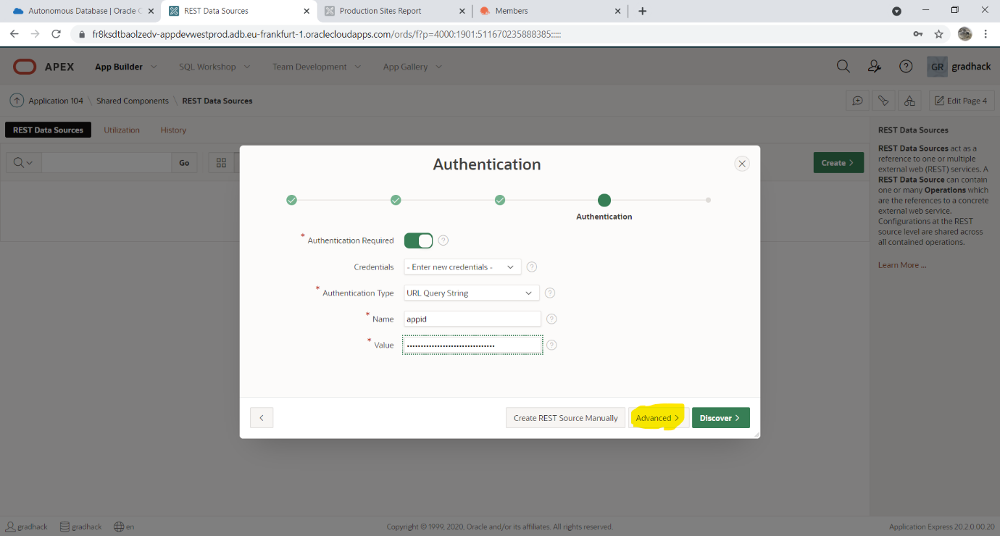 Autonomous Database | Oracle C
REST Data Sources
Production Sites Report
Members
fr8ksdtbaolzedv-appdevwestprod.adb.eu-frankfurt-1.oraclecloudapps.com/ords/f?p=4000:1901:511670235888385:::::
APEX
App Builder
SQL Workshop
Team Development
App Gallery
GR
gradhack
Application 104 \ Shared Components \ REST Data Sources
Edit Page 4
REST Data Sources
Utilization
History
Go
Create
REST Data Sources
REST Data Sources act as a
reference to one or multiple
external web (REST) services. A
REST Data Source can contain
one or many Operations which
are the references to a concrete
external web service.
Configurations at the REST
source level are shared across
all contained operations.
Learn More ...
Authentication
Authentication
* Authentication Required
Credentials
- Enter new credentials -
* Authentication Type
URL Query String
* Name
appid
* Value
••••••••••••••••••••••••••••••••
Create REST Source Manually
Advanced
Discover
gradhack
gradhack
en
Copyright © 1999, 2020, Oracle and/or its affiliates. All rights reserved.
Application Express 20.2.0.00.20